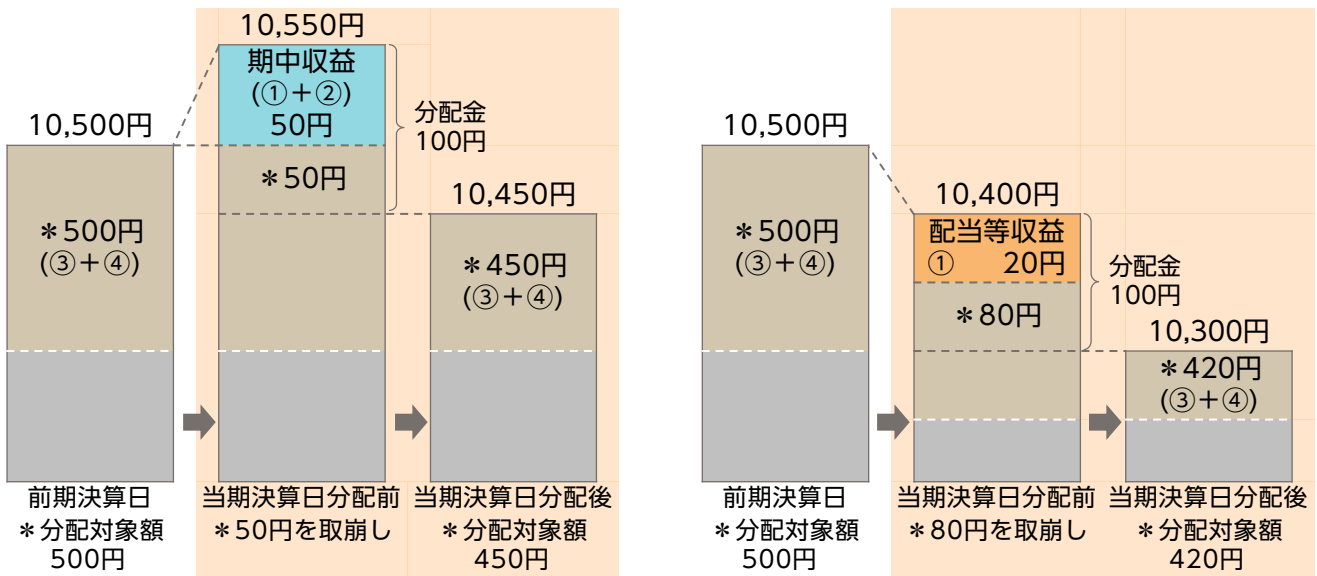 10,550円
期中収益
(①＋②)
50円
分配金
100円
10,500円
＊50円
10,450円
＊500円
(③＋④)
＊450円
(③＋④)
前期決算日
＊分配対象額
500円
当期決算日分配前
＊50円を取崩し
当期決算日分配後
＊分配対象額
450円
10,500円
10,400円
＊500円
(③＋④)
配当等収益
① 20円
分配金
100円
＊80円
10,300円
＊420円
(③＋④)
前期決算日
＊分配対象額
500円
当期決算日分配前
＊80円を取崩し
当期決算日分配後
＊分配対象額
420円